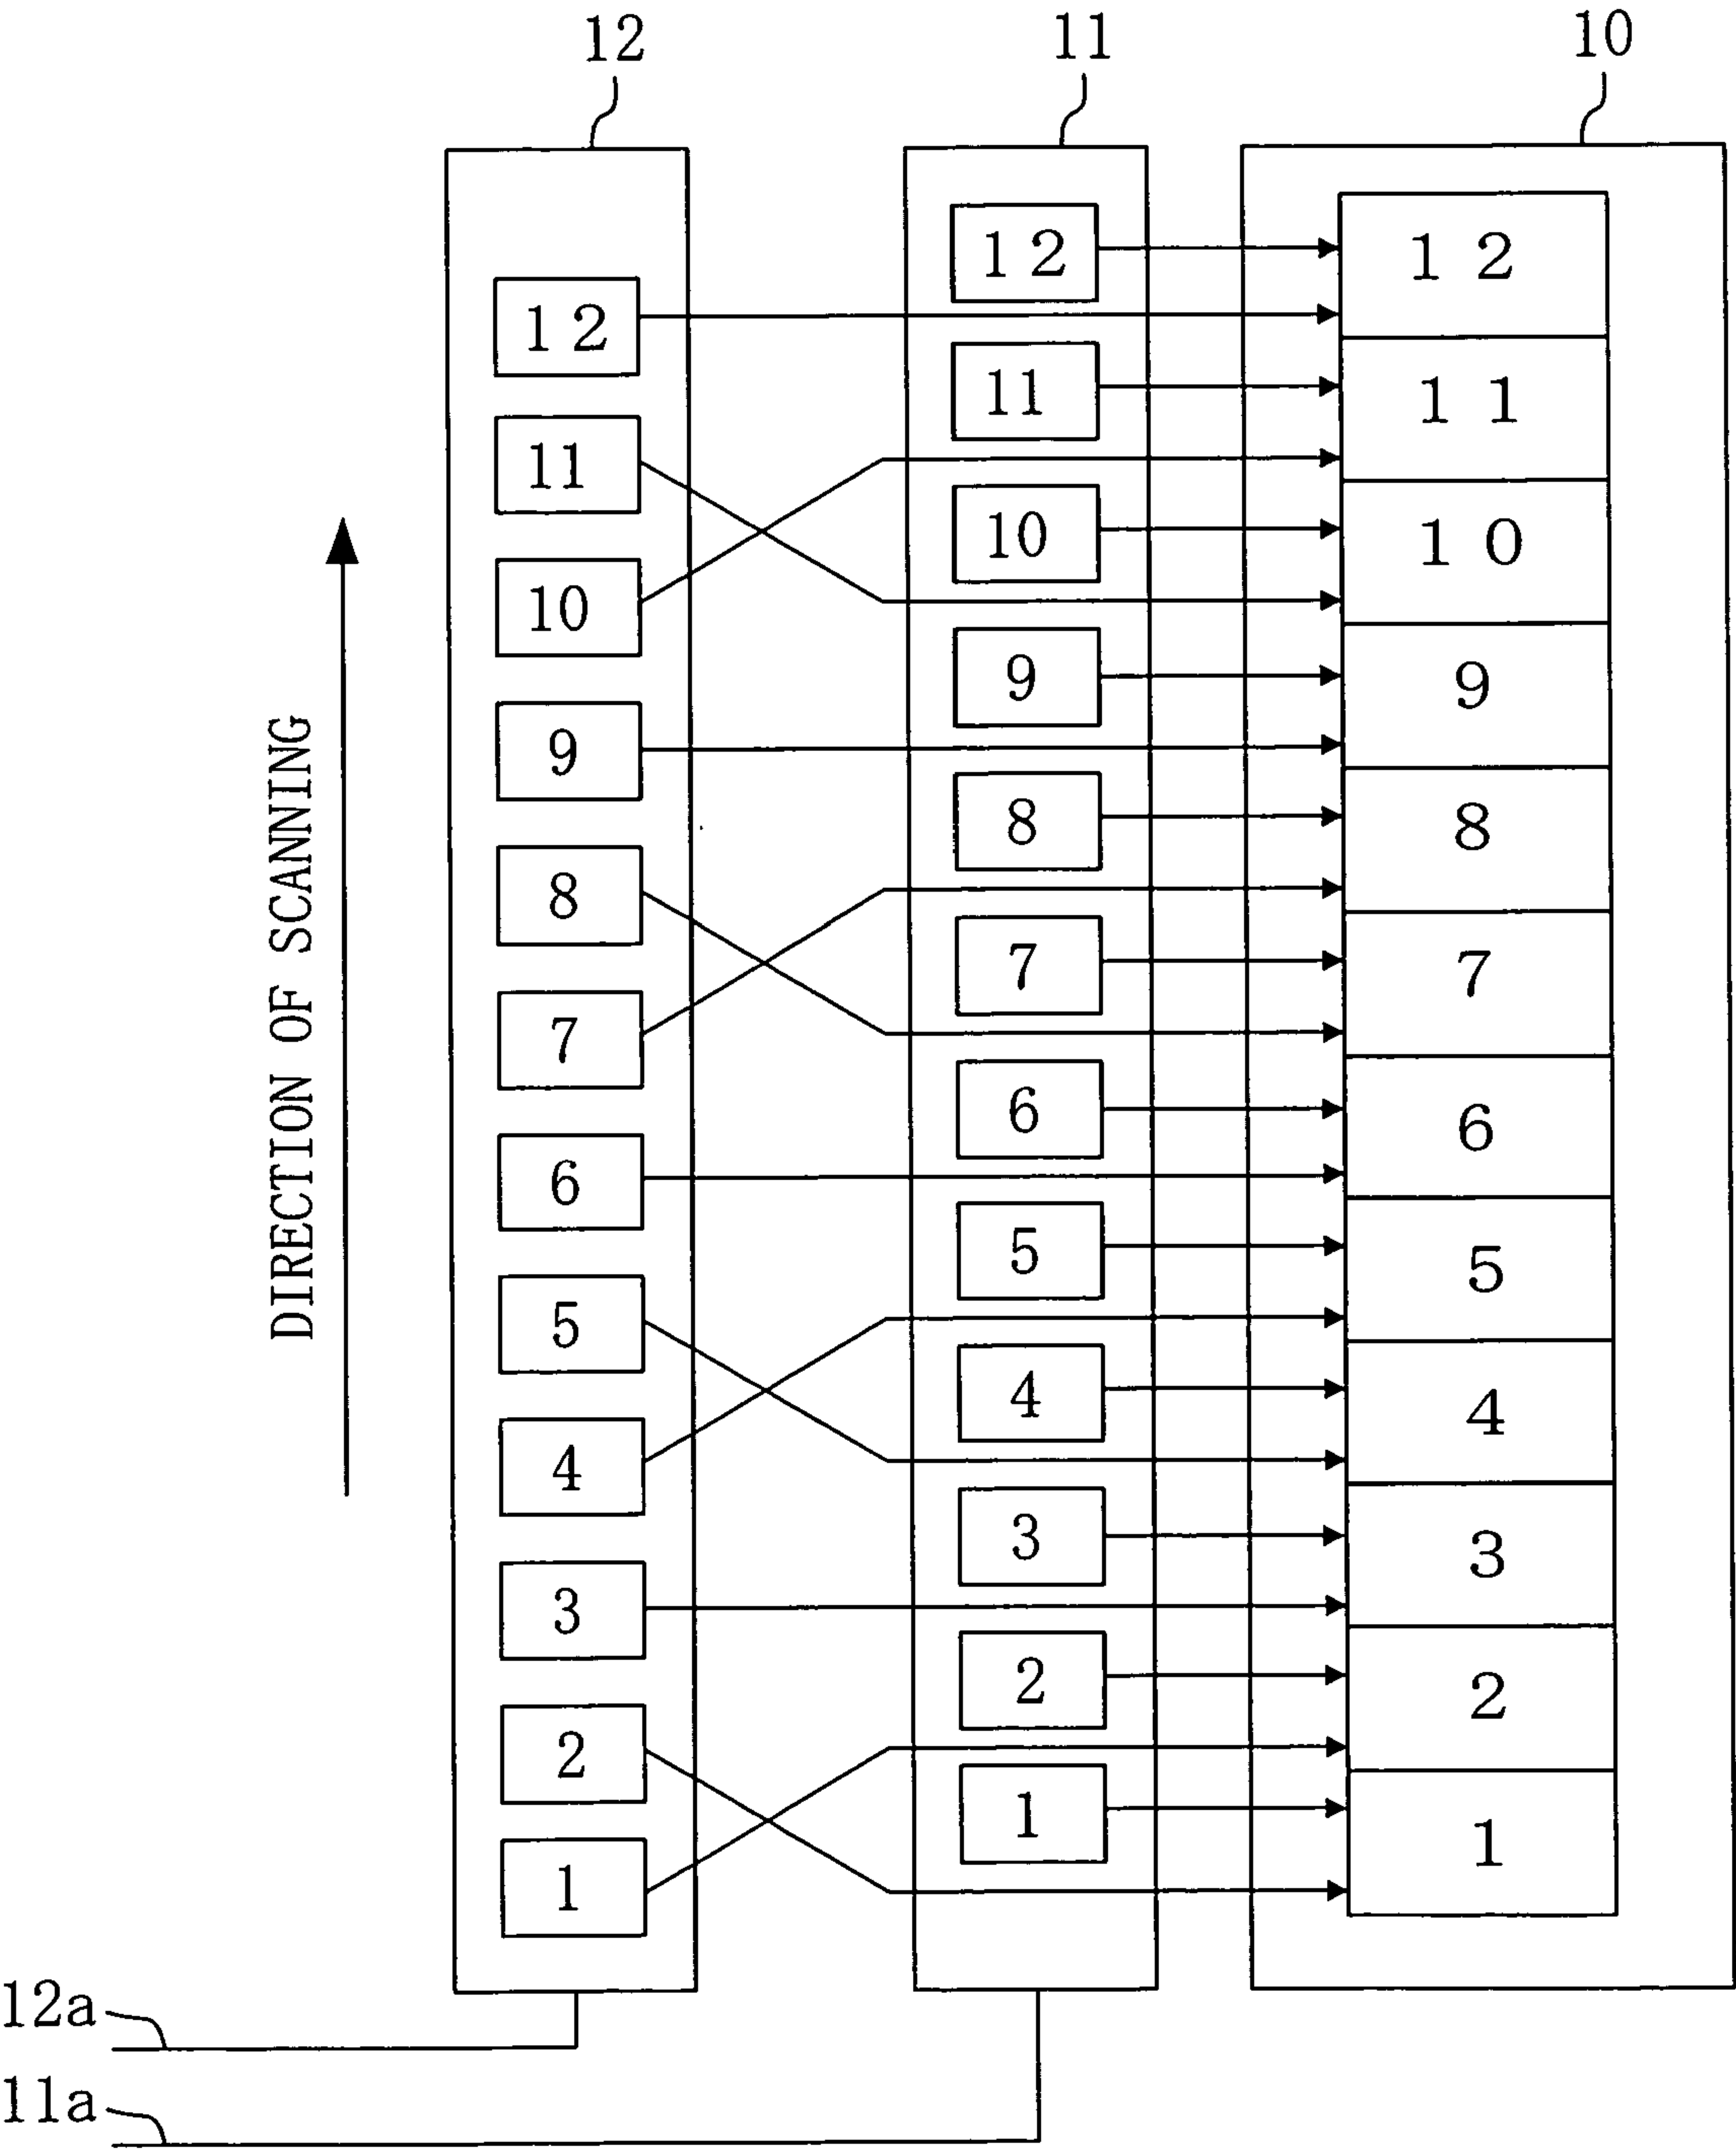 12 11 10
12 12 12
11 11 11
10 10 10
9 9 9
8 8 8
7 7 7
6 6 6
5 5 5
4 4 4
3 3 3
2 2 2
1 1 1
DIRECTION OF SCANNING
12a
11a